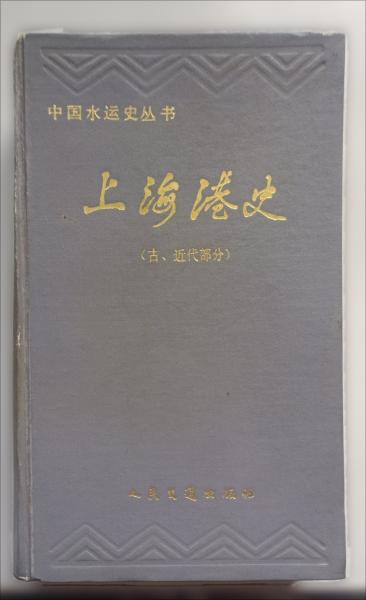 中国水运史丛书
上海港史
（古、近代部分）
人民交通出版社